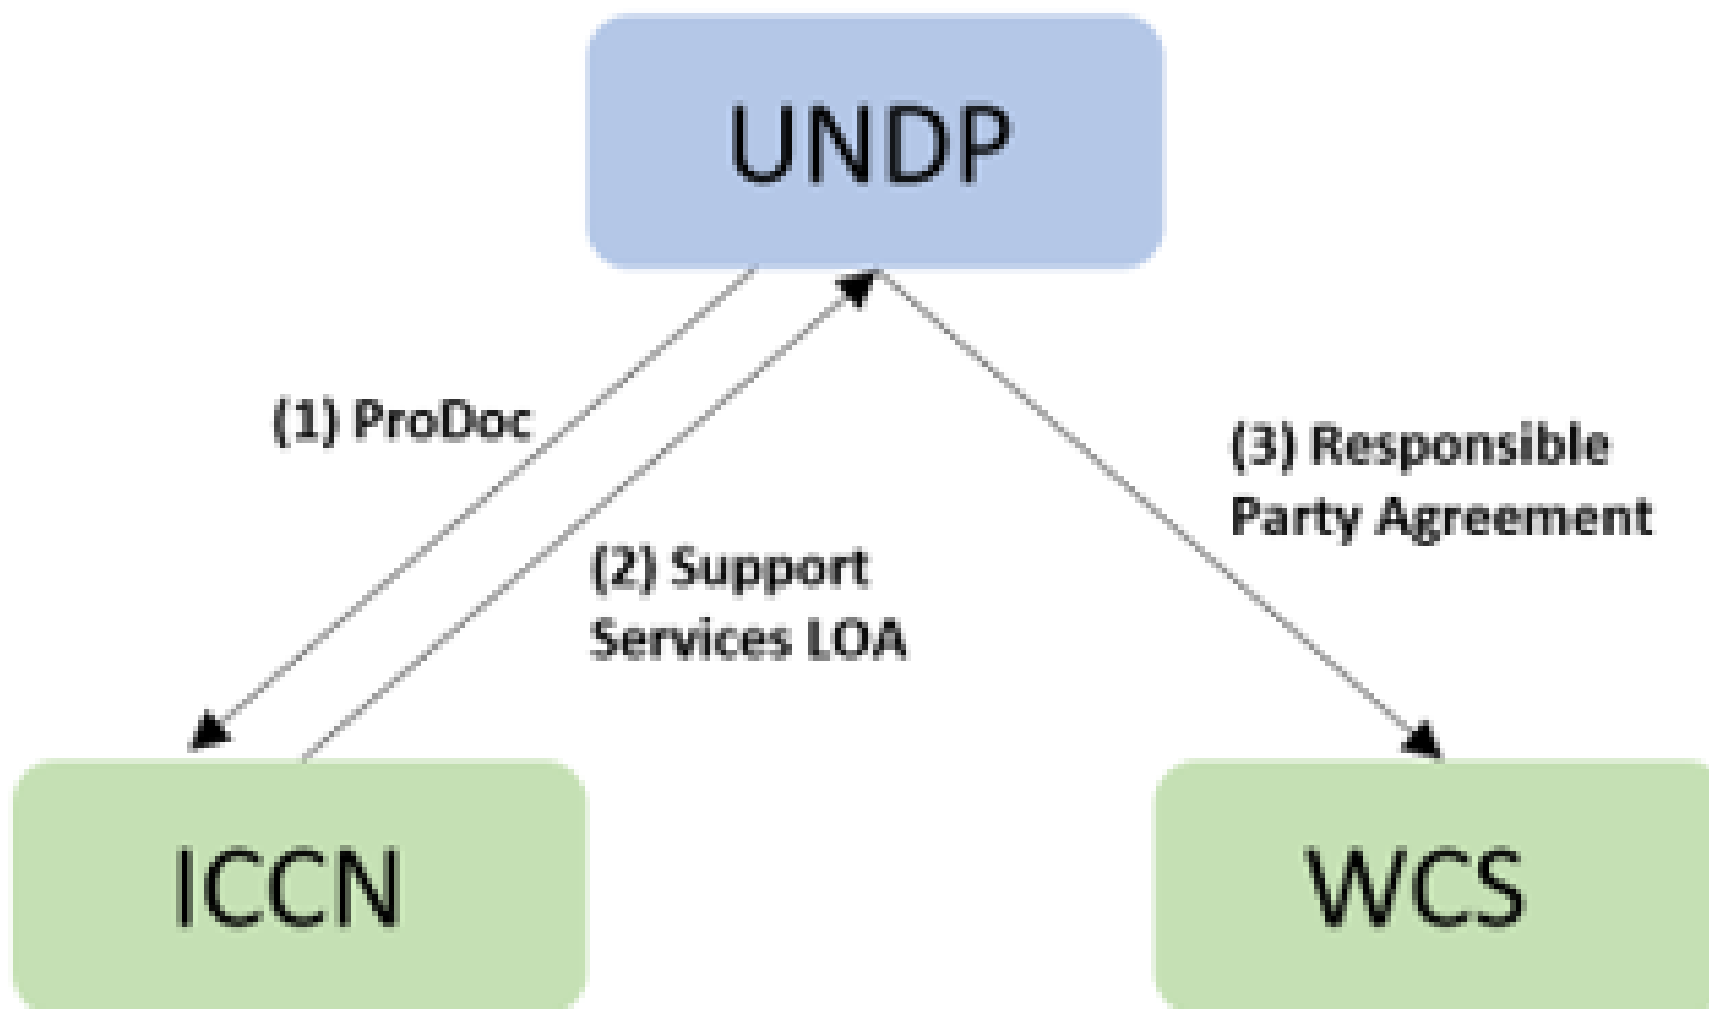 UNDP
(1) ProDoc
(3) Responsible
Party Agreement
(2) Support
Services LOA
ICCN
WCS